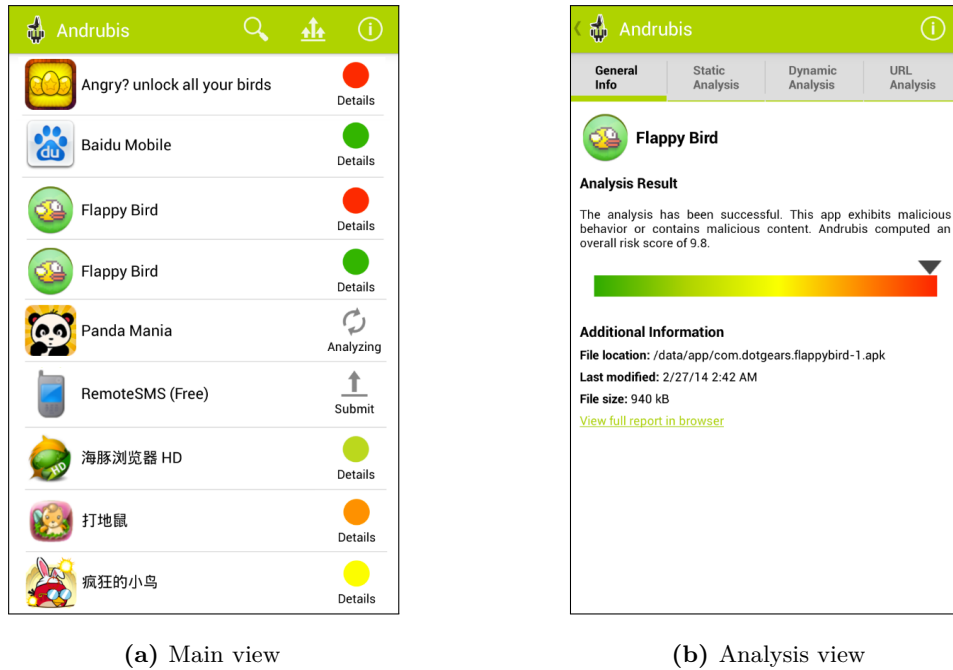 Andrubis
Angry? unlock all your birds
Details
Baidu Mobile
Details
Flappy Bird
Details
Flappy Bird
Details
Panda Mania
Analyzing
RemoteSMS (Free)
Submit
海豚浏览器 HD
Details
打地鼠
Details
疯狂的小鸟
Details
(a) Main view
Andrubis
General Info
Static Analysis
Dynamic Analysis
URL Analysis
Flappy Bird
Analysis Result
The analysis has been successful. This app exhibits malicious
behavior or contains malicious content. Andrubis computed an
overall risk score of 9.8.
Additional Information
File location: /data/app/com.dotgears.flappybird-1.apk
Last modified: 2/27/14 2:42 AM
File size: 940 kB
View full report in browser
(b) Analysis view